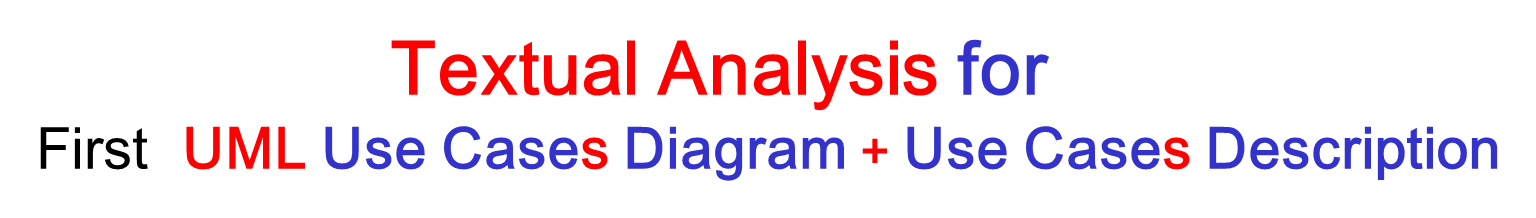 Textual Analysis for
First UML Use Cases Diagram + Use Cases Description